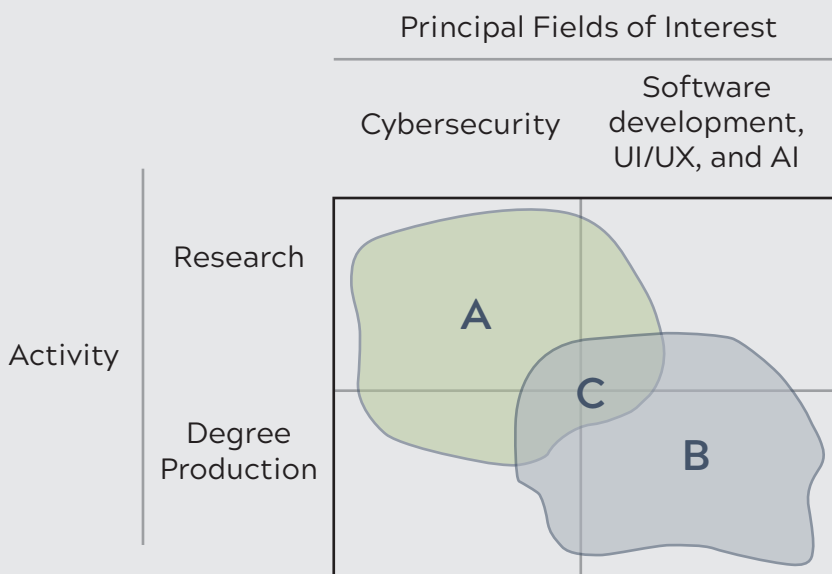 Principal Fields of Interest
Cybersecurity
Software
development,
UI/UX, and AI
Research
A
Activity
C
Degree
Production
B